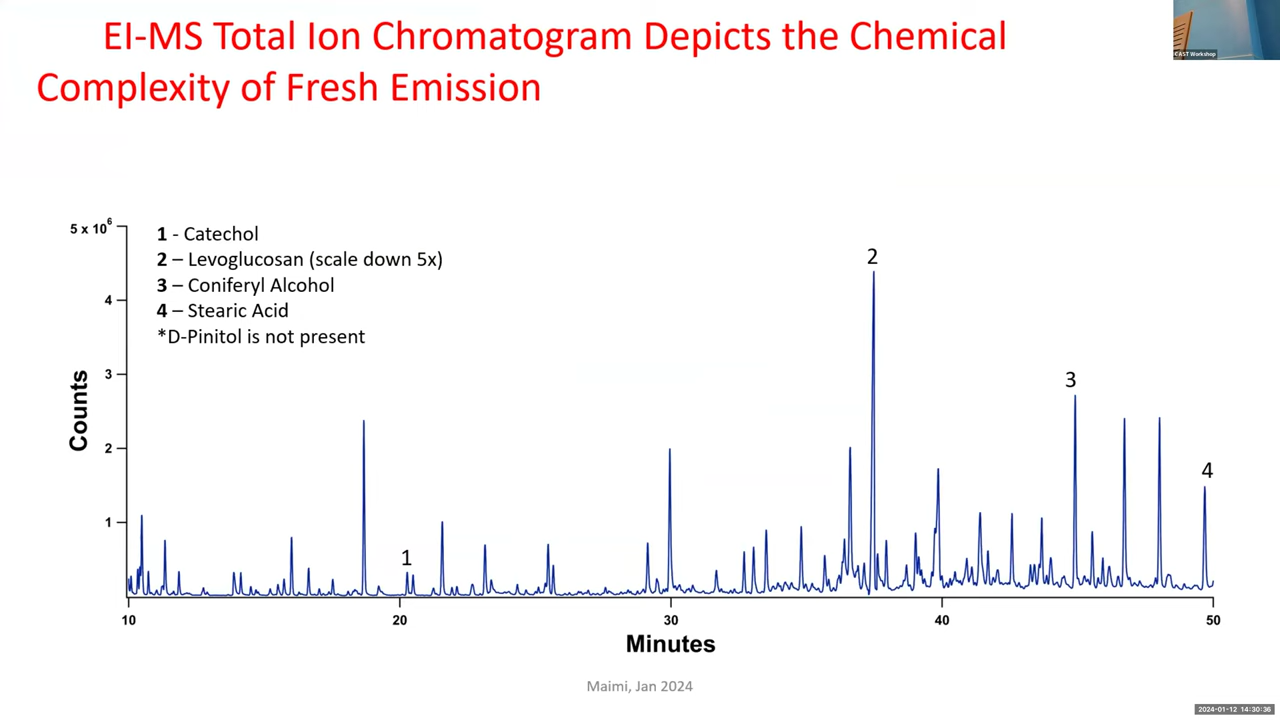 EI-MS Total Ion Chromatogram Depicts the Chemical
Complexity of Fresh Emission
CAST Workshop
5 x 10⁶
4
3
2
1
Counts
1 - Catechol
2 – Levoglucosan (scale down 5x)
3 – Coniferyl Alcohol
4 – Stearic Acid
*D-Pinitol is not present
1
2
3
4
10
20
30
40
50
Minutes
Maimi, Jan 2024
2024-01-12 14:30:36